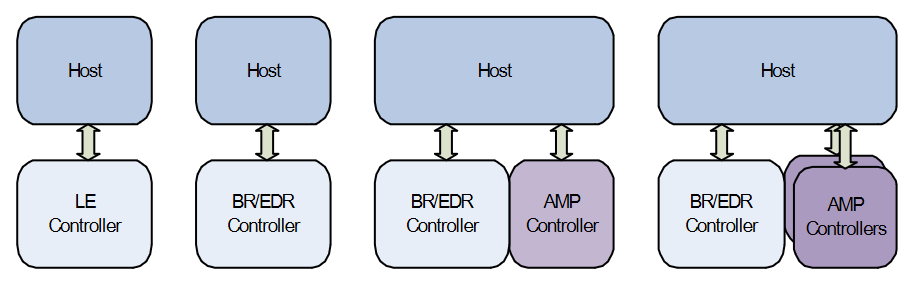 Host
Host
Host
Host
LE
Controller
BR/EDR
Controller
BR/EDR
Controller
AMP
Controller
BR/EDR
Controller
AMP
Controllers